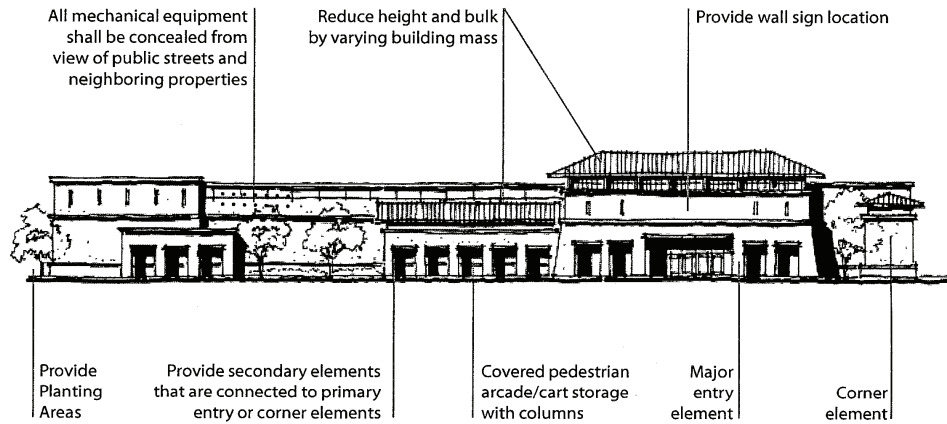 All mechanical equipment
shall be concealed from
view of public streets and
neighboring properties
Reduce height and bulk
by varying building mass
Provide wall sign location
Provide
Planting
Areas
Provide secondary elements
that are connected to primary
entry or corner elements
Covered pedestrian
arcade/cart storage
with columns
Major
entry
element
Corner
element